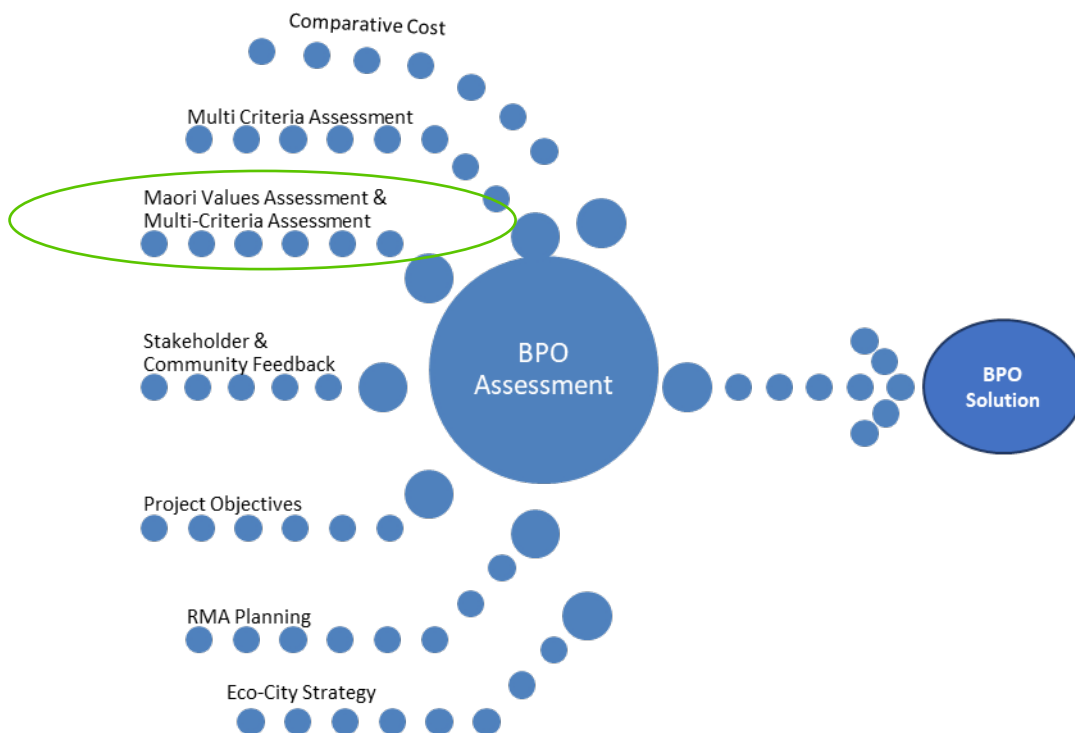 Comparative Cost
Multi Criteria Assessment
Maori Values Assessment &
Multi-Criteria Assessment
Stakeholder &
Community Feedback
BPO
Assessment
BPO
Solution
Project Objectives
RMA Planning
Eco-City Strategy